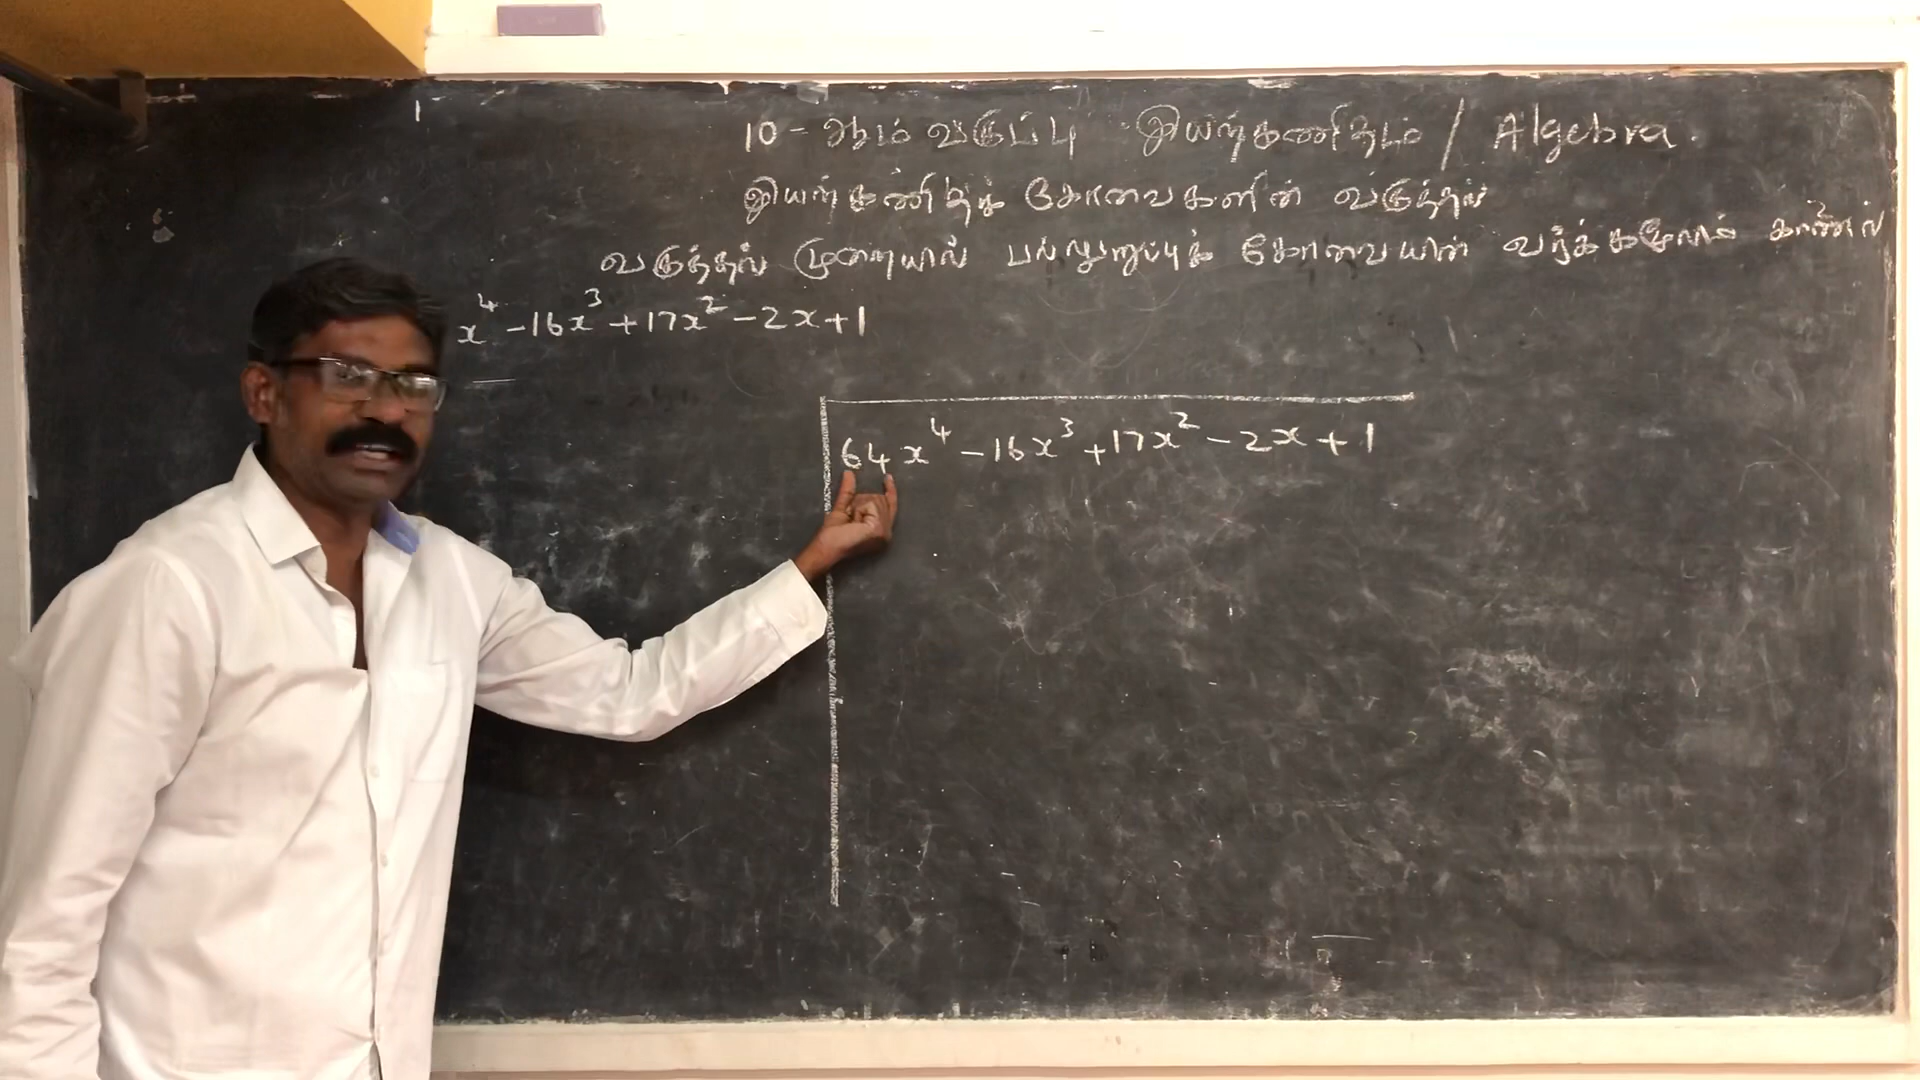 10 - ஆம் வகுப்பு இயற்கணிதம் / Algebra.
இயற்கணிதக் கோவைகளின் வகுத்தல்
வகுத்தல் முறையில் பல்லுறுப்புக் கோவையின் வர்க்கமூலம் காணல்
x⁴ - 16x³ + 17x² - 2x + 1
64x⁴ - 16x³ + 17x² - 2x + 1